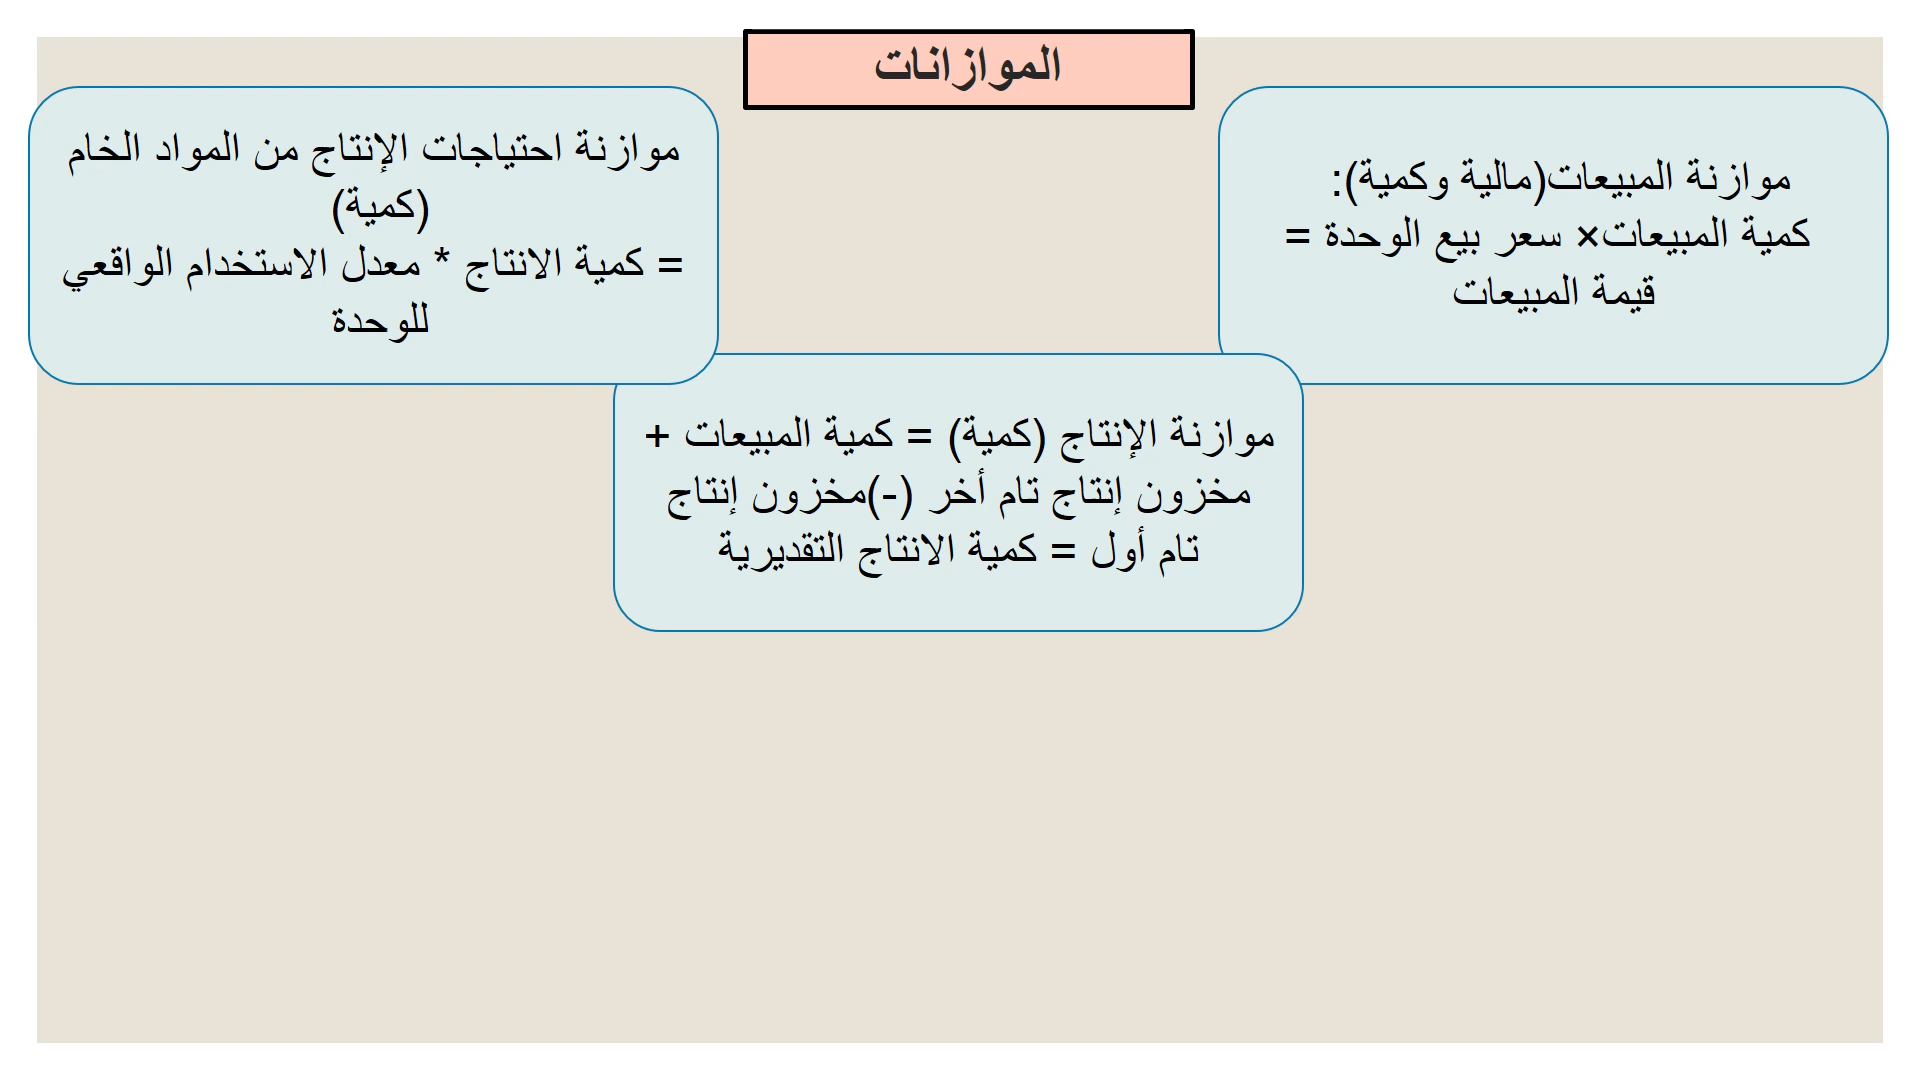 الموازانات
موازنة المبيعات(مالية وكمية):
كمية المبيعات× سعر بيع الوحدة =
قيمة المبيعات
موازنة الإنتاج (كمية) = كمية المبيعات +
مخزون إنتاج تام أخر (-)مخزون إنتاج
تام أول = كمية الانتاج التقديرية
موازنة احتياجات الإنتاج من المواد الخام
(كمية)
= كمية الانتاج * معدل الاستخدام الواقعي
للوحدة